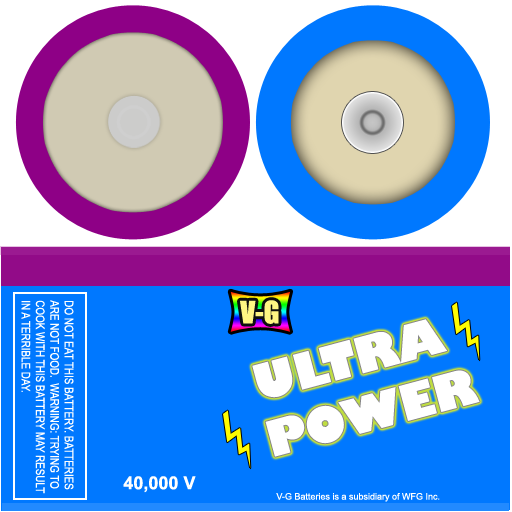 DO NOT EAT THIS BATTERY. BATTERIES
ARE NOT FOOD. WARNING: TRYING TO
COOK WITH THIS BATTERY MAY RESULT
IN A TERRIBLE DAY.
V-G
ULTRA
POWER
40,000 V
V-G Batteries is a subsidiary of WFG Inc.